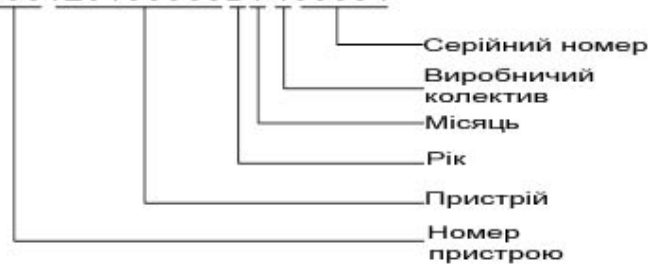 Серійний номер
Виробничий
колектив
Місяць
Рік
Пристрій
Номер
пристрою